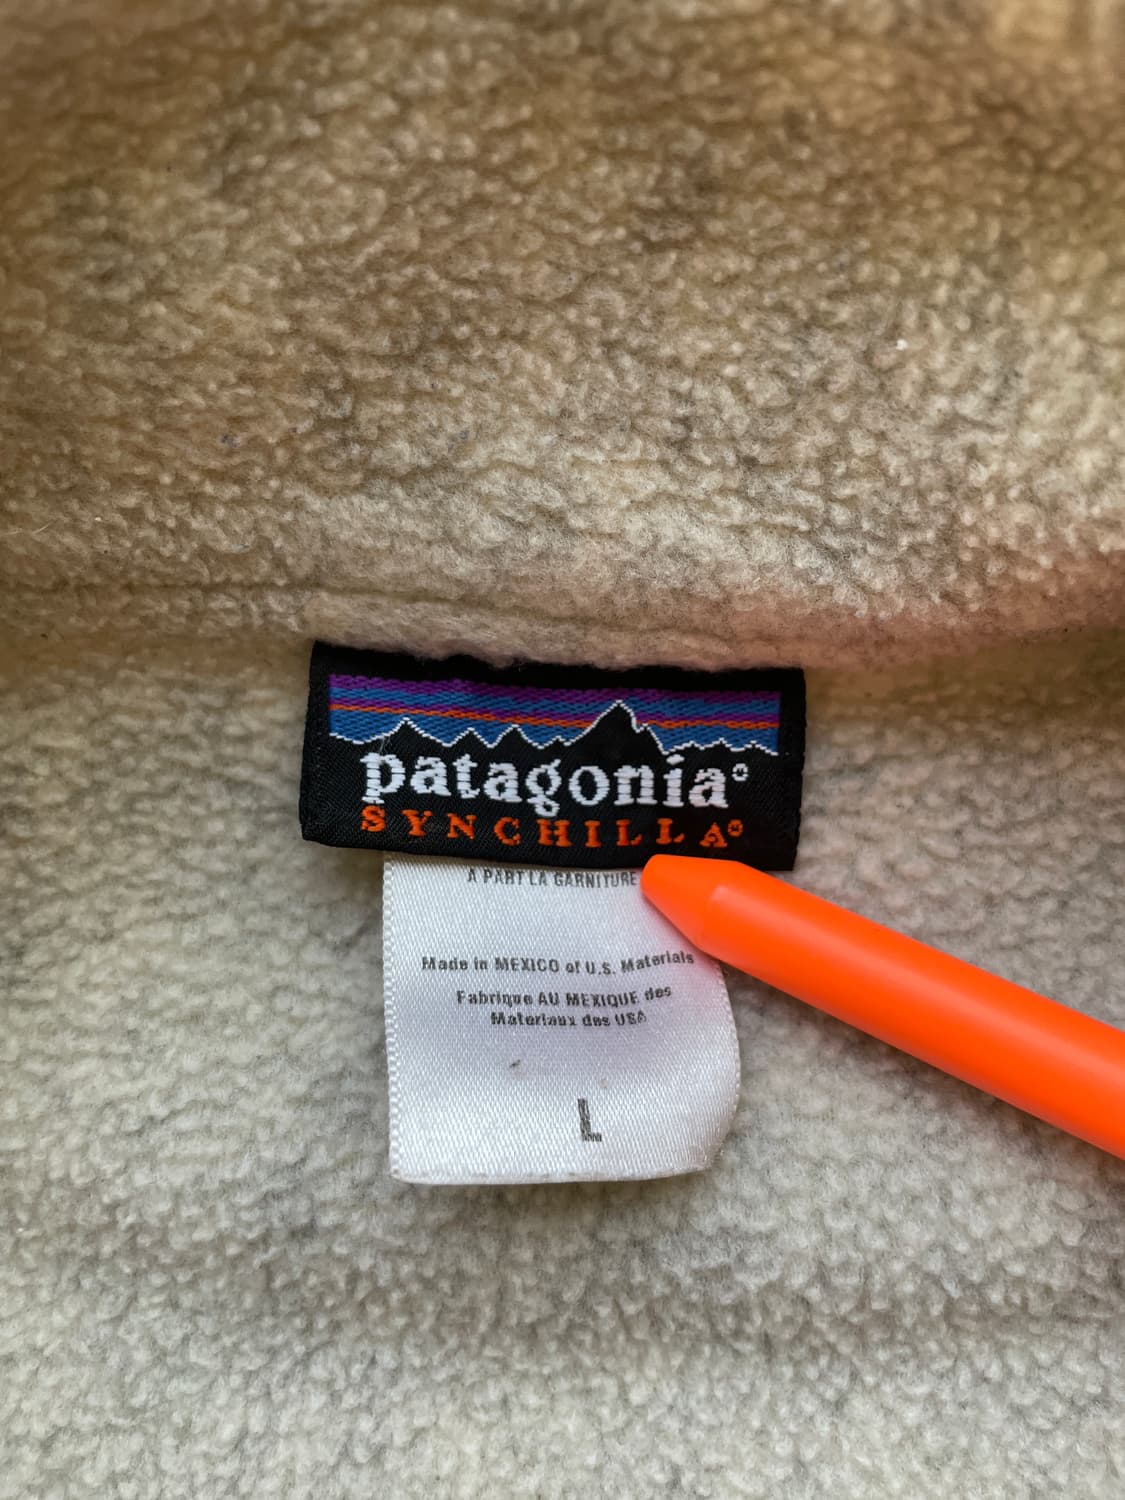 patagonia®
SYNCHILLA®
A PART LA GARNITURE
Made in MEXICO of U.S. Materials
Fabrique AU MEXIQUE des
Materiaux des USA
L